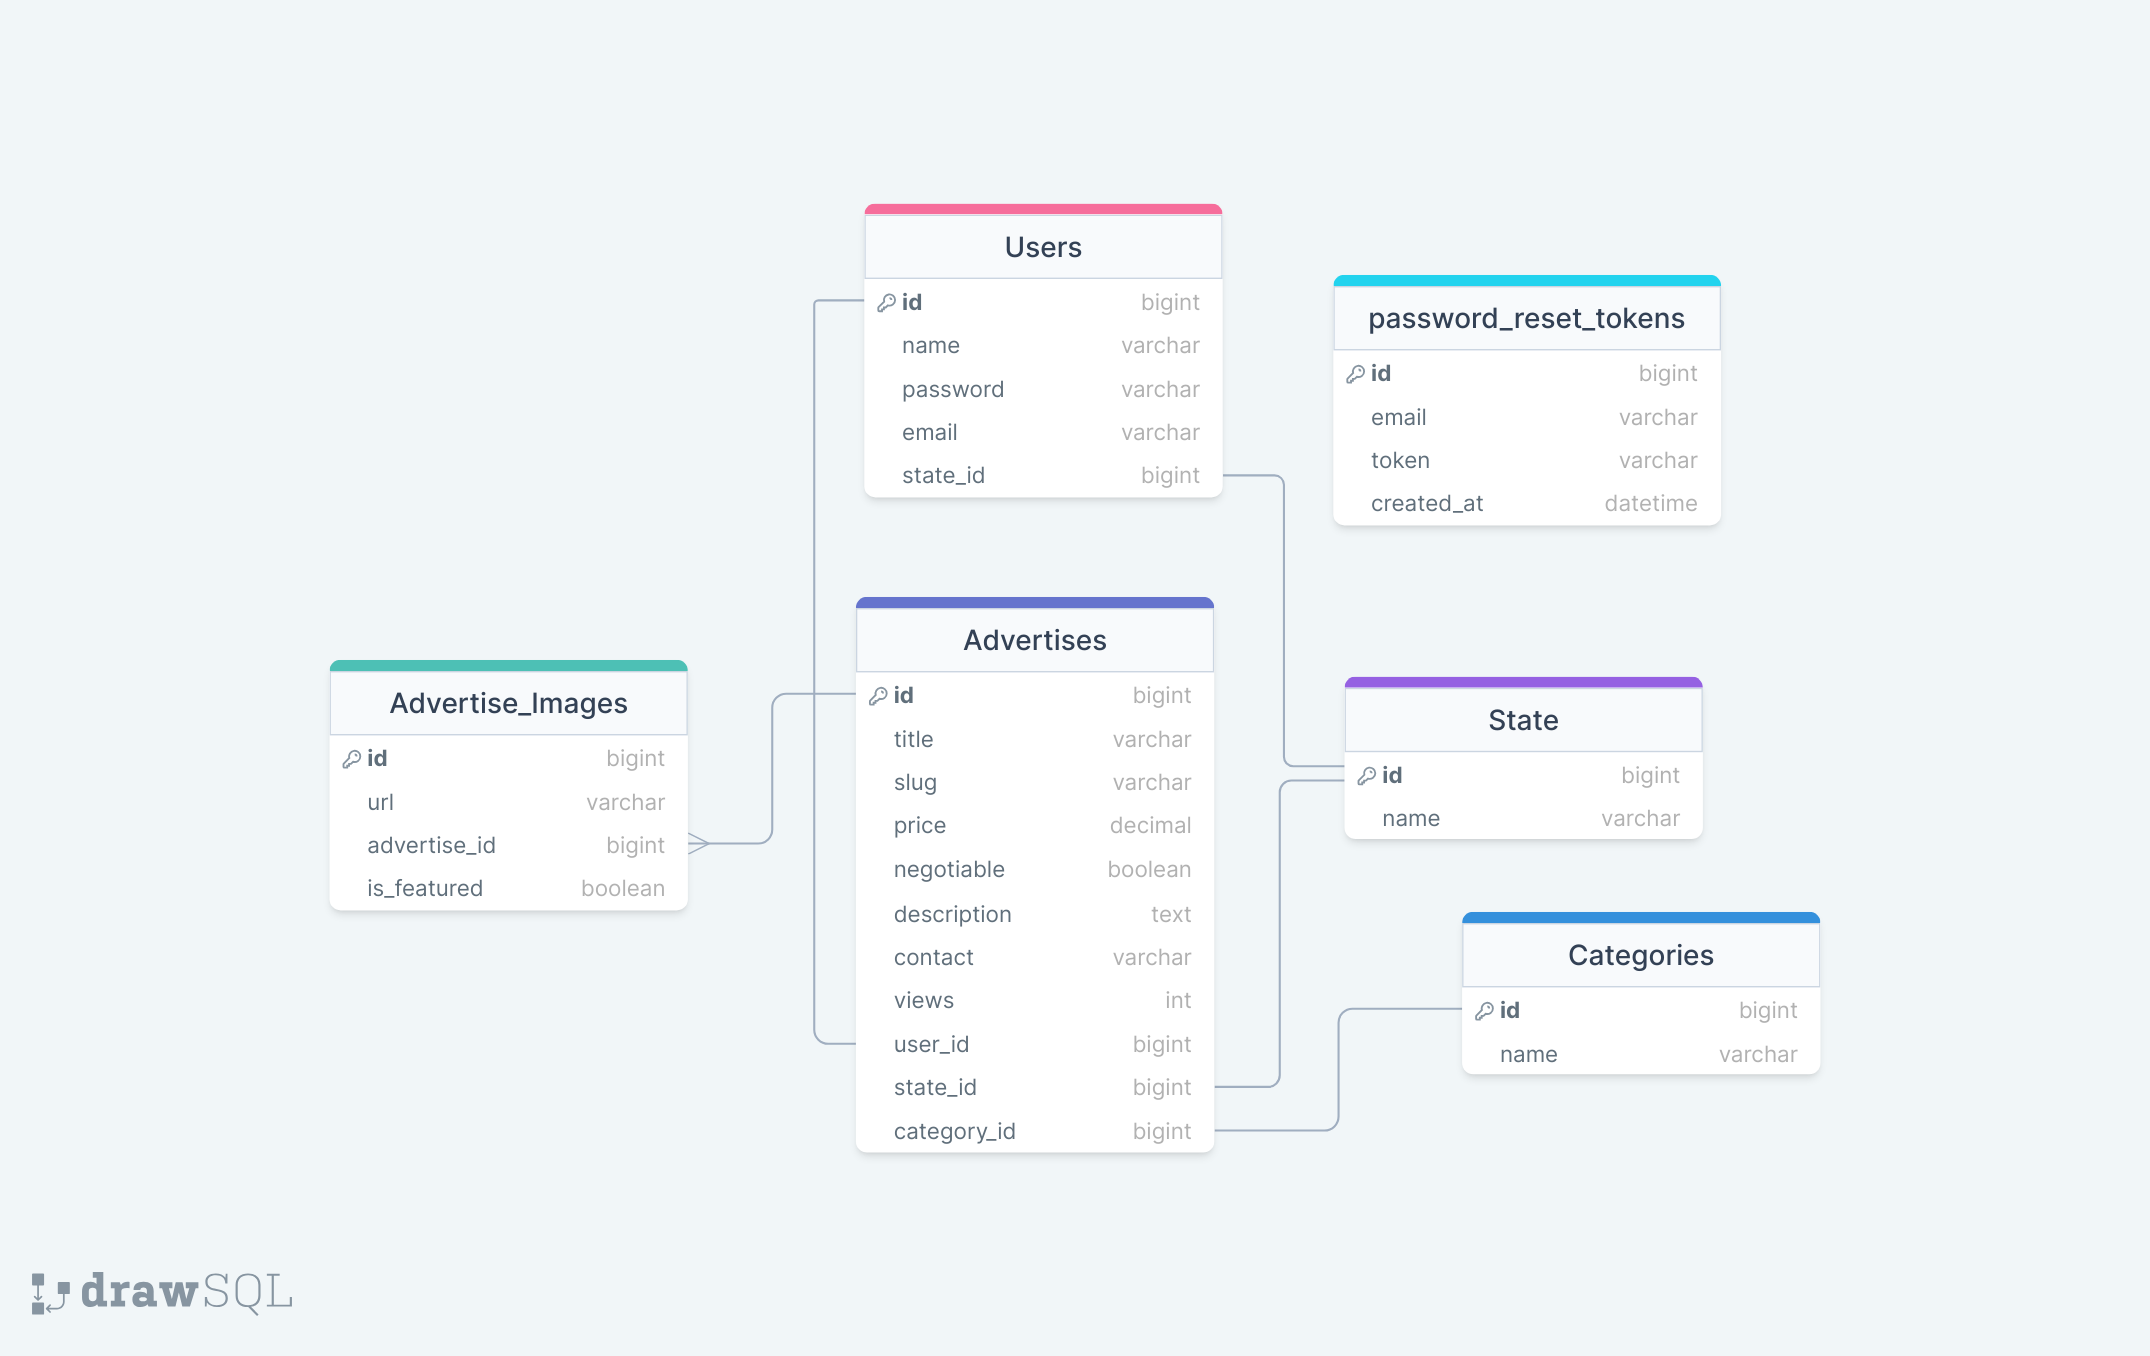 Users
id bigint
name varchar
password varchar
email varchar
state_id bigint
password_reset_tokens
id bigint
email varchar
token varchar
created_at datetime
Advertises
id bigint
title varchar
slug varchar
price decimal
negotiable boolean
description text
contact varchar
views int
user_id bigint
state_id bigint
category_id bigint
Advertise_Images
id bigint
url varchar
advertise_id bigint
is_featured boolean
State
id bigint
name varchar
Categories
id bigint
name varchar
drawSQL